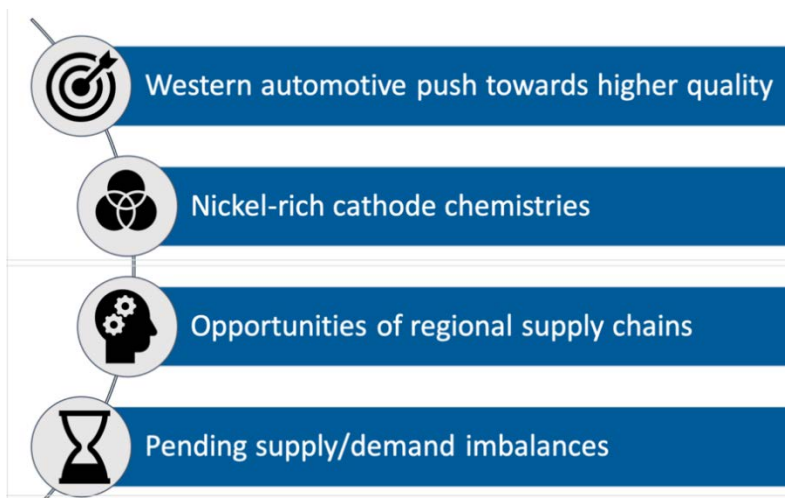 Western automotive push towards higher quality
Nickel-rich cathode chemistries
Opportunities of regional supply chains
Pending supply/demand imbalances